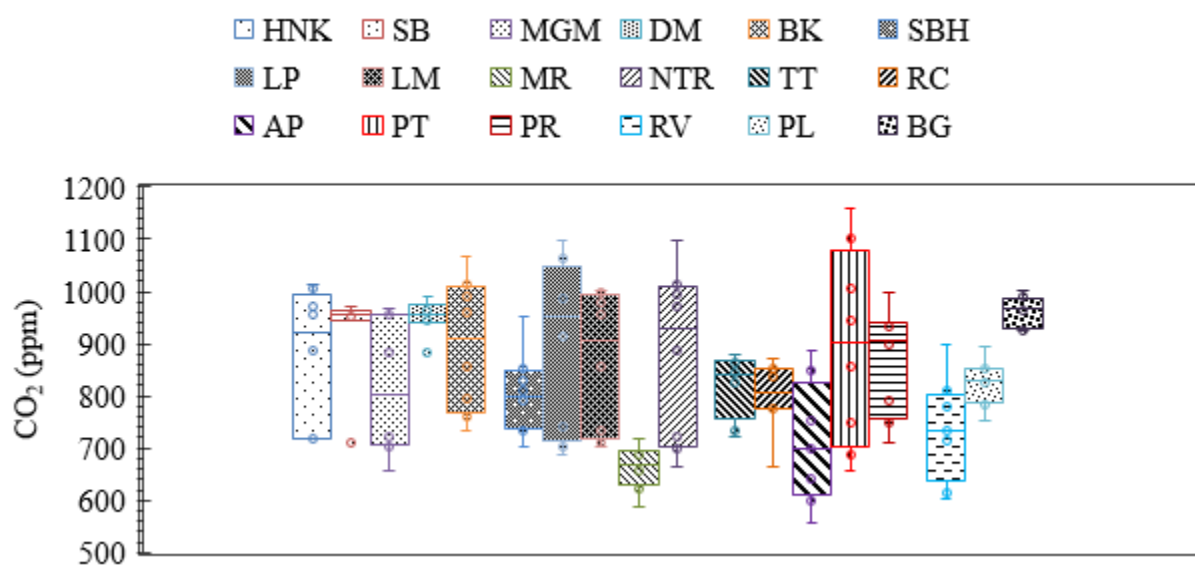 HNK SB MGM DM BK SBH
LP LM MR NTR TT RC
AP PT PR RV PL BG
1200
1100
1000
900
800
700
600
500
CO₂ (ppm)